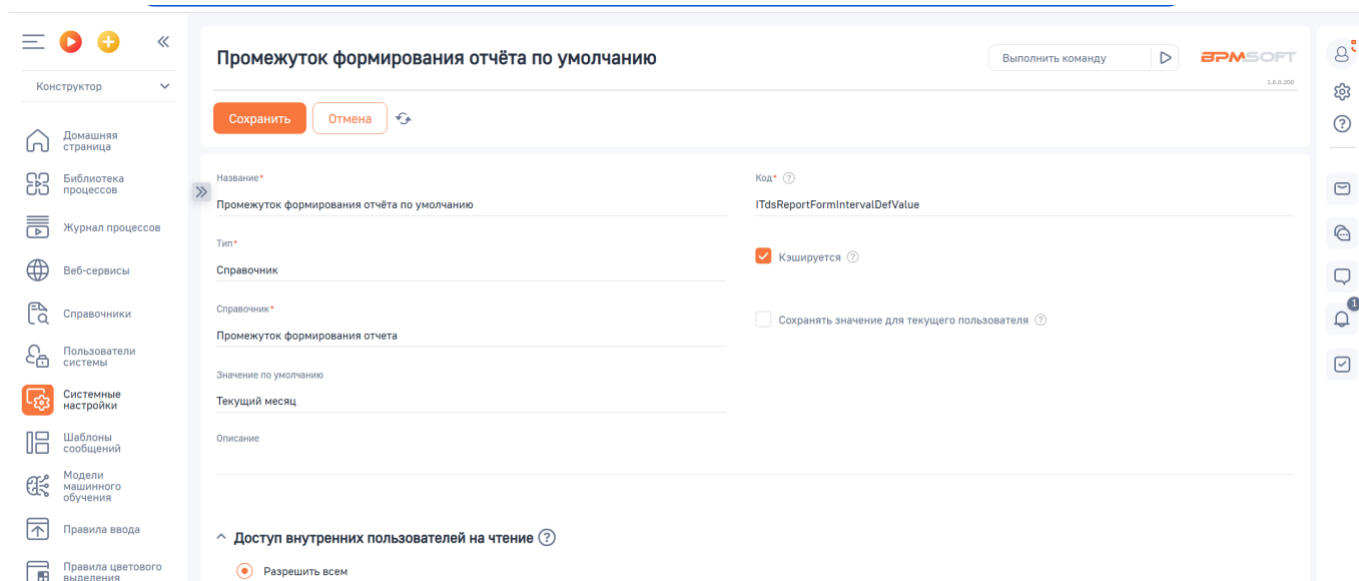 Промежуток формирования отчёта по умолчанию
Выполнить команду
BPMSOFT
1.6.0.200
Конструктор
Сохранить
Отмена
Домашняя
страница
Библиотека
процессов
Журнал процессов
Веб-сервисы
Справочники
Пользователи
системы
Системные
настройки
Шаблоны
сообщений
Модели
машинного
обучения
Правила ввода
Правила цветового
выделения
Название*
Промежуток формирования отчёта по умолчанию
Код*
ITdsReportFormIntervalDefValue
Тип*
Справочник
Кэшируется
Справочник*
Промежуток формирования отчета
Сохранять значение для текущего пользователя
Значение по умолчанию
Текущий месяц
Описание
Доступ внутренних пользователей на чтение
Разрешить всем
1